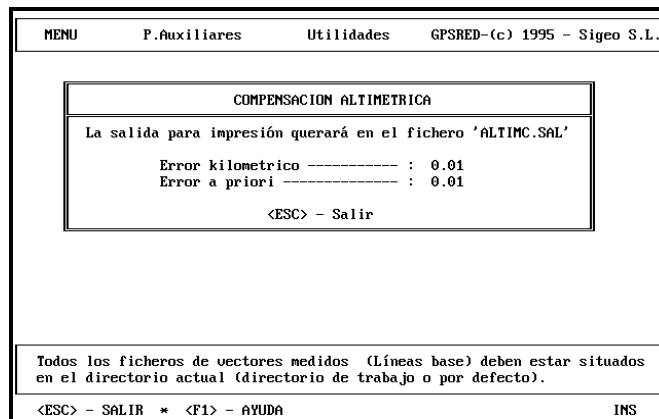 MENU P.Auxiliares Utilidades GPSRED-(c) 1995 - Sigeo S.L.
COMPENSACION ALTIMETRICA
La salida para impresión querará en el fichero 'ALTIMC.SAL'
Error kilometrico ----------- : 0.01
Error a priori -------------- : 0.01
<ESC> - Salir
Todos los ficheros de vectores medidos (Líneas base) deben estar situados
en el directorio actual (directorio de trabajo o por defecto).
<ESC> - SALIR * <F1> - AYUDA INS